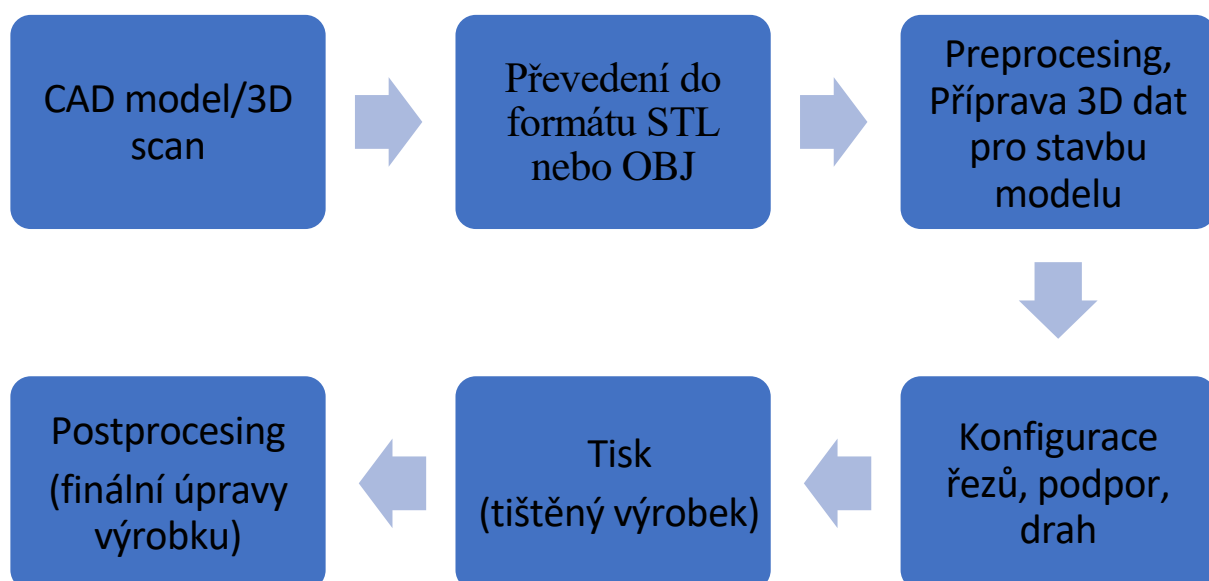 CAD model/3D
scan
Převedení do
formátu STL
nebo OBJ
Preprocesing,
Příprava 3D dat
pro stavbu
modelu
Konfigurace
řezů, podpor,
drah
Tisk
(tištěný výrobek)
Postprocesing
(finální úpravy
výrobku)